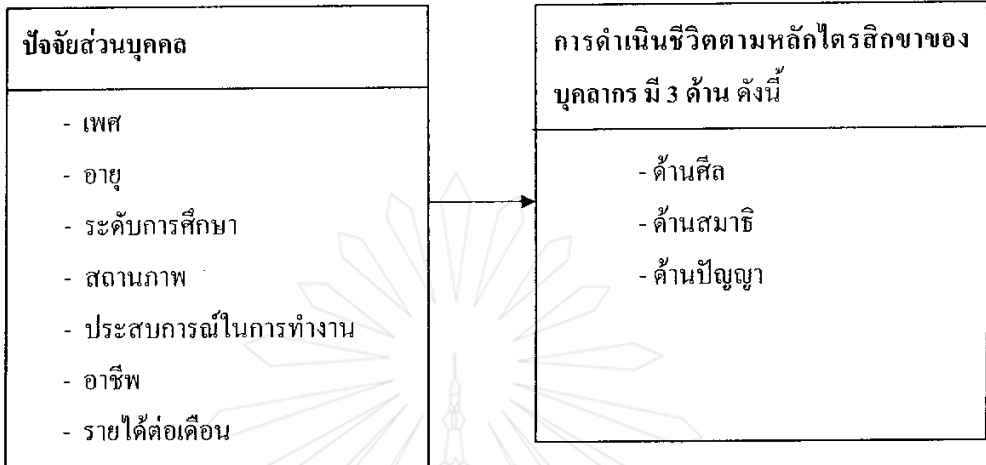 ปัจจัยส่วนบุคคล
- เพศ
- อายุ
- ระดับการศึกษา
- สถานภาพ
- ประสบการณ์ในการทำงาน
- อาชีพ
- รายได้ต่อเดือน
การดำเนินชีวิตตามหลักไตรสิกขาของ
บุคลากร มี 3 ด้าน ดังนี้
- ด้านศีล
- ด้านสมาธิ
- ด้านปัญญา